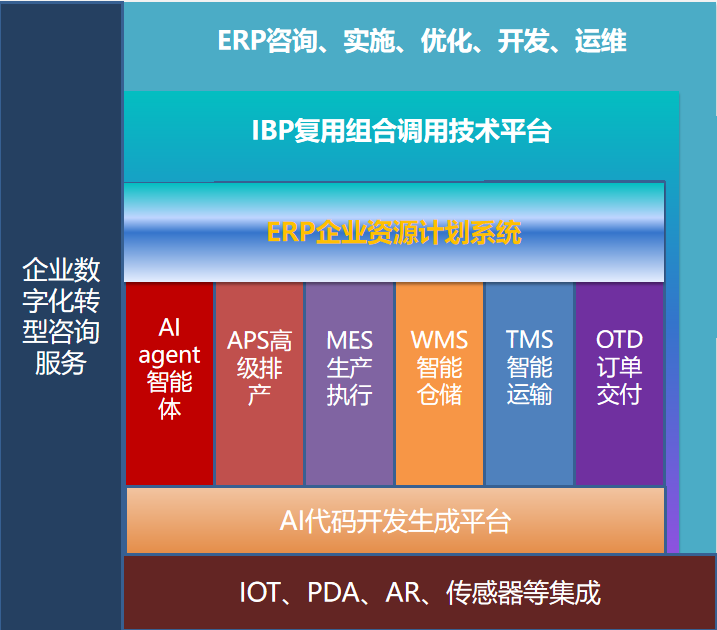 ERP咨询、实施、优化、开发、运维
IBP复用组合调用技术平台
ERP企业资源计划系统
企业数
字化转
型咨询
服务
AI
agent
智能
体
APS高
级排
产
MES
生产
执行
WMS
智能
仓储
TMS
智能
运输
OTD
订单
交付
AI代码开发生成平台
IOT、PDA、AR、传感器等集成